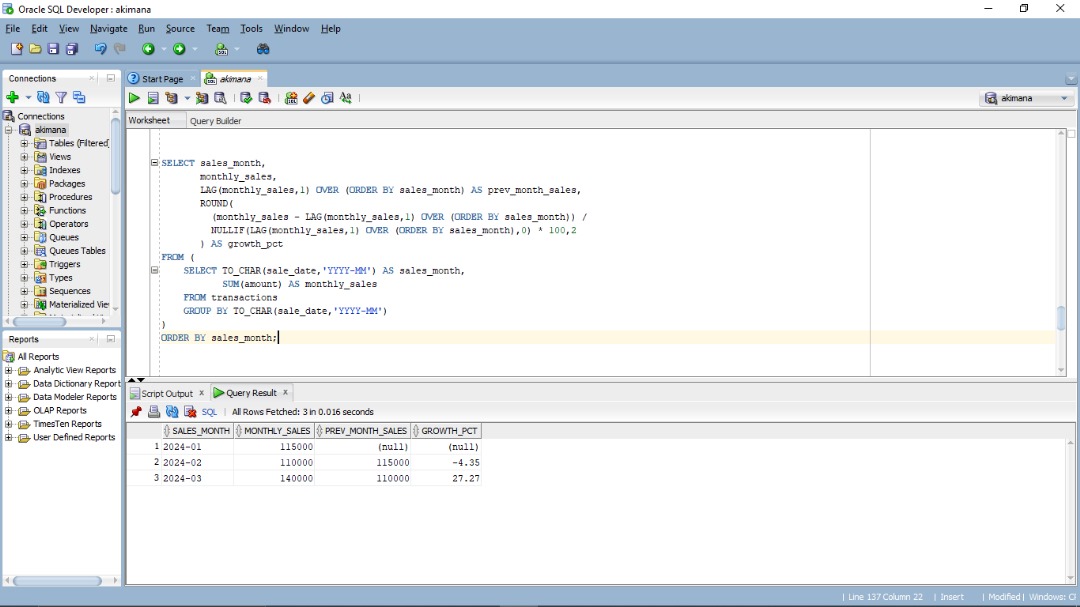 Oracle SQL Developer : akimana
File Edit View Navigate Run Source Team Tools Window Help
Connections
Start Page
akimana
akimana
Worksheet Query Builder
Connections
akimana
Tables (Filtered)
Views
Indexes
Packages
Procedures
Functions
Operators
Queues
Queues Tables
Triggers
Types
Sequences
Materialized Vie
SELECT sales_month,
monthly_sales,
LAG(monthly_sales,1) OVER (ORDER BY sales_month) AS prev_month_sales,
ROUND(
(monthly_sales - LAG(monthly_sales,1) OVER (ORDER BY sales_month)) /
NULLIF(LAG(monthly_sales,1) OVER (ORDER BY sales_month),0) * 100,2
) AS growth_pct
FROM (
SELECT TO_CHAR(sale_date,'YYYY-MM') AS sales_month,
SUM(amount) AS monthly_sales
FROM transactions
GROUP BY TO_CHAR(sale_date,'YYYY-MM')
)
ORDER BY sales_month;
Reports
All Reports
Analytic View Reports
Data Dictionary Report
Data Modeler Reports
OLAP Reports
TimesTen Reports
User Defined Reports
Script Output Query Result
SQL | All Rows Fetched: 3 in 0.016 seconds
SALES_MONTH MONTHLY_SALES PREV_MONTH_SALES GROWTH_PCT
1 2024-01 115000 (null) (null)
2 2024-02 110000 115000 -4.35
3 2024-03 140000 110000 27.27
| Line 137 Column 22 | Insert | Modified | Windows: C